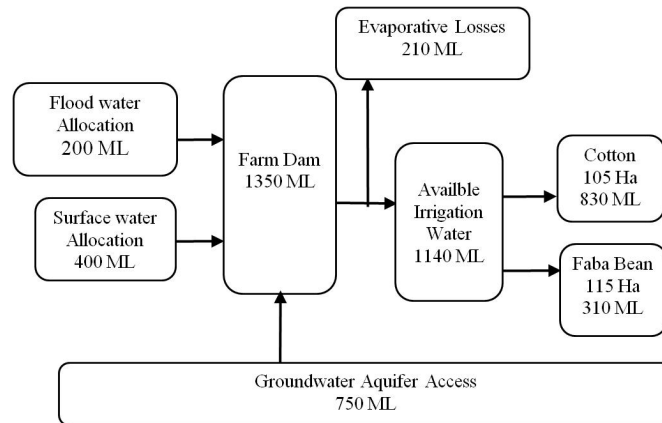 Evaporative Losses
210 ML
Flood water
Allocation
200 ML
Farm Dam
1350 ML
Cotton
105 Ha
830 ML
Availble
Irrigation
Water
1140 ML
Surface water
Allocation
400 ML
Faba Bean
115 Ha
310 ML
Groundwater Aquifer Access
750 ML